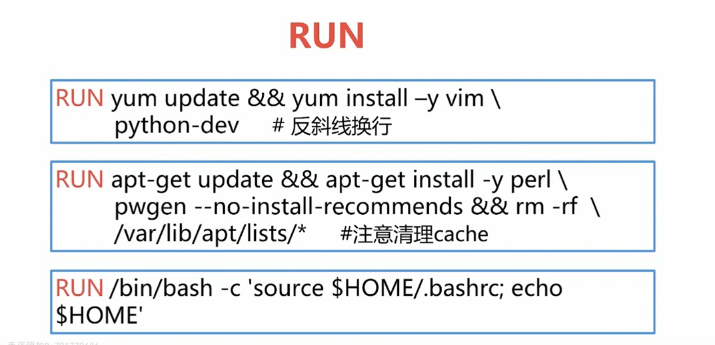 RUN
RUN yum update && yum install –y vim \
python-dev # 反斜线换行
RUN apt-get update && apt-get install -y perl \
pwgen --no-install-recommends && rm -rf \
/var/lib/apt/lists/* #注意清理cache
RUN /bin/bash -c 'source $HOME/.bashrc; echo
$HOME'